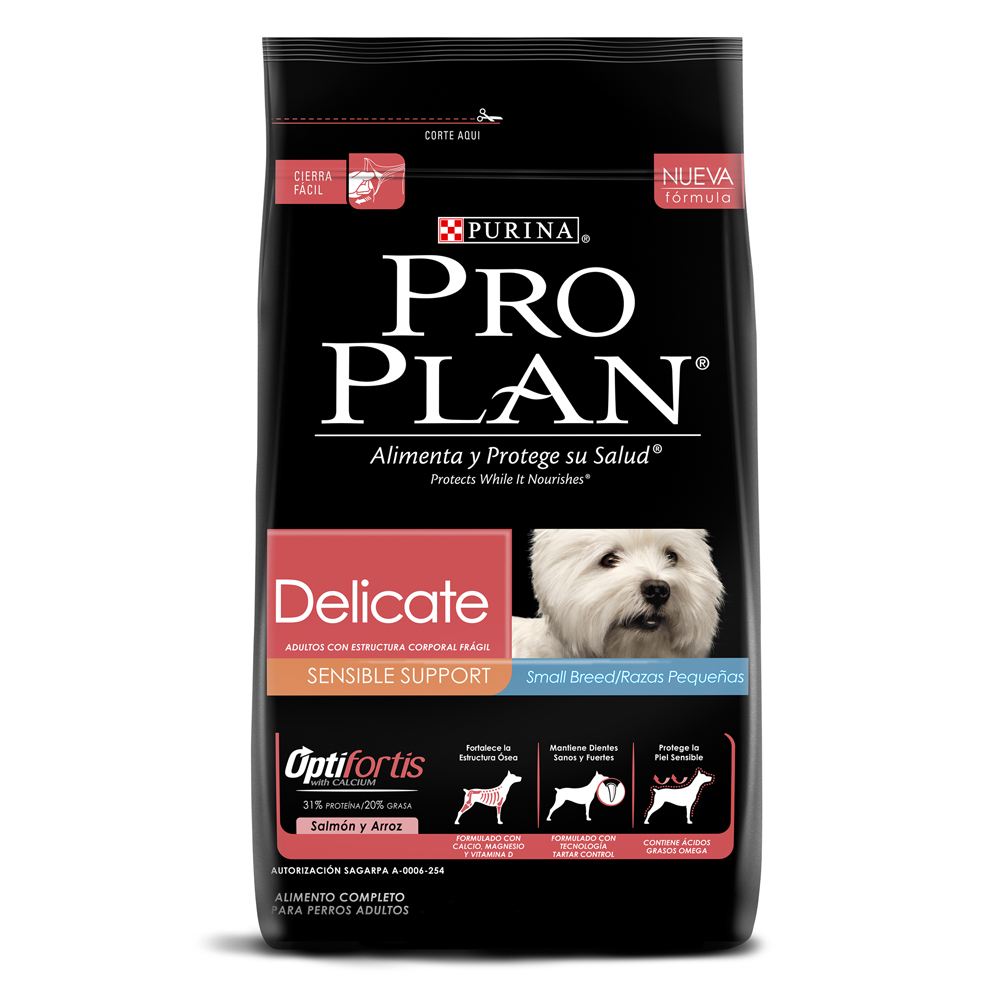 CORTE AQUI
CIERRA
FÁCIL
NUEVA
fórmula
PURINA®
PRO
PLAN®
Alimenta y Protege su Salud®
Protects While It Nourishes®
Delicate
ADULTOS CON ESTRUCTURA CORPORAL FRÁGIL
SENSIBLE SUPPORT
Small Breed/Razas Pequeñas
Optifortis
with CALCIUM
31% PROTEÍNA/20% GRASA
Salmón y Arroz
Fortalece la
Estructura Ósea
FORMULADO CON
CALCIO, MAGNESIO
Y VITAMINA D
Mantiene Dientes
Sanos y Fuertes
FORMULADO CON
TECNOLOGÍA
TARTAR CONTROL
Protege la
Piel Sensible
CONTIENE ÁCIDOS
GRASOS OMEGA
AUTORIZACIÓN SAGARPA A-0006-254
ALIMENTO COMPLETO
PARA PERROS ADULTOS